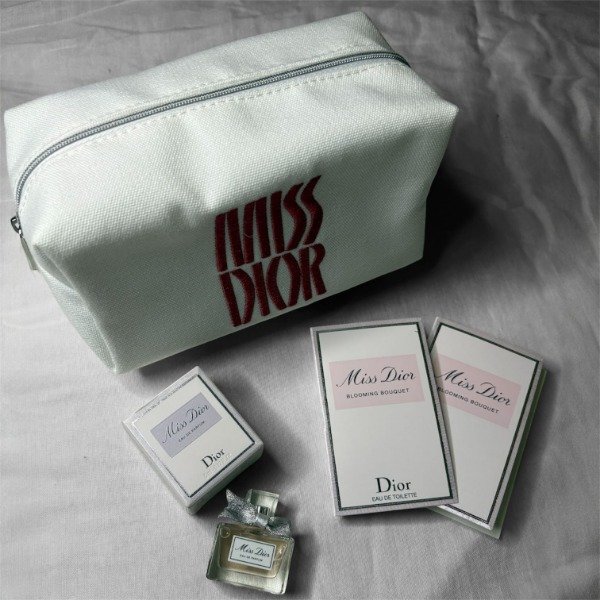 MISS
DIOR
Miss Dior
EAU DE PARFUM
Dior
Miss Dior
BLOOMING BOUQUET
Dior
EAU DE TOILETTE
Miss Dior
BLOOMING BOUQUET
Miss Dior
EAU DE PARFUM